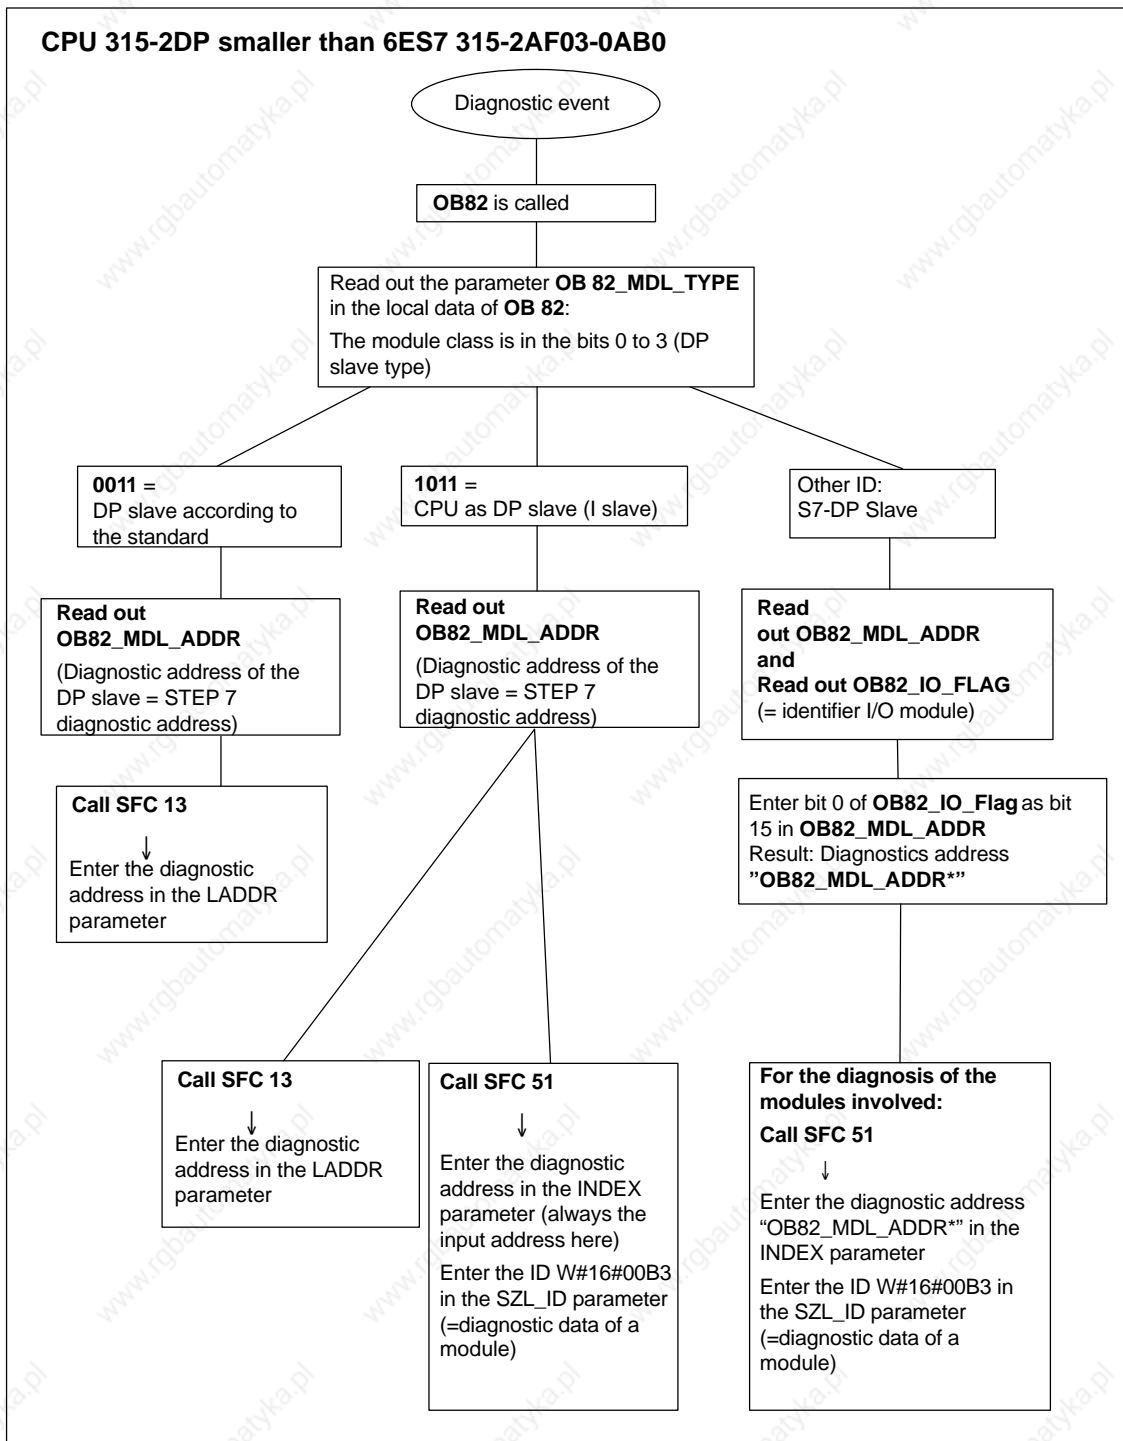 CPU 315-2DP smaller than 6ES7 315-2AF03-0AB0
Diagnostic event
OB82 is called
Read out the parameter OB 82_MDL_TYPE
in the local data of OB 82:
The module class is in the bits 0 to 3 (DP
slave type)
0011 =
DP slave according to
the standard
1011 =
CPU as DP slave (I slave)
Other ID:
S7-DP Slave
Read out
OB82_MDL_ADDR
(Diagnostic address of the
DP slave = STEP 7
diagnostic address)
Read out
OB82_MDL_ADDR
(Diagnostic address of the
DP slave = STEP 7
diagnostic address)
Read
out OB82_MDL_ADDR
and
Read out OB82_IO_FLAG
(= identifier I/O module)
Call SFC 13
↓
Enter the diagnostic
address in the LADDR
parameter
Enter bit 0 of OB82_IO_Flag as bit
15 in OB82_MDL_ADDR
Result: Diagnostics address
”OB82_MDL_ADDR*”
Call SFC 13
↓
Enter the diagnostic
address in the LADDR
parameter
Call SFC 51
↓
Enter the diagnostic
address in the INDEX
parameter (always the
input address here)
Enter the ID W#16#00B3
in the SZL_ID parameter
(=diagnostic data of a
module)
For the diagnosis of the
modules involved:
Call SFC 51
↓
Enter the diagnostic address
“OB82_MDL_ADDR*” in the
INDEX parameter
Enter the ID W#16#00B3 in
the SZL_ID parameter
(=diagnostic data of a
module)
www.rgbautomatyka.pl